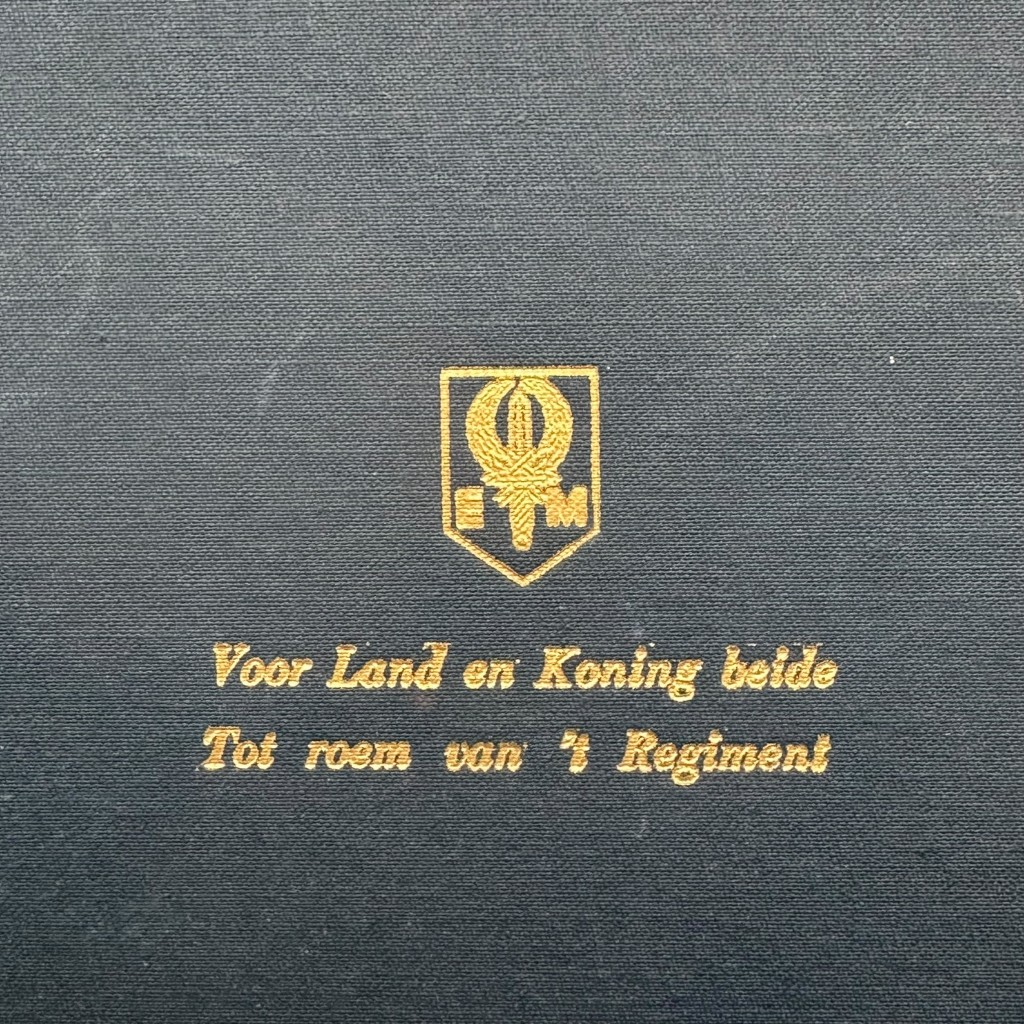 E M
Voor Land en Koning beide
Tot roem van 't Regiment